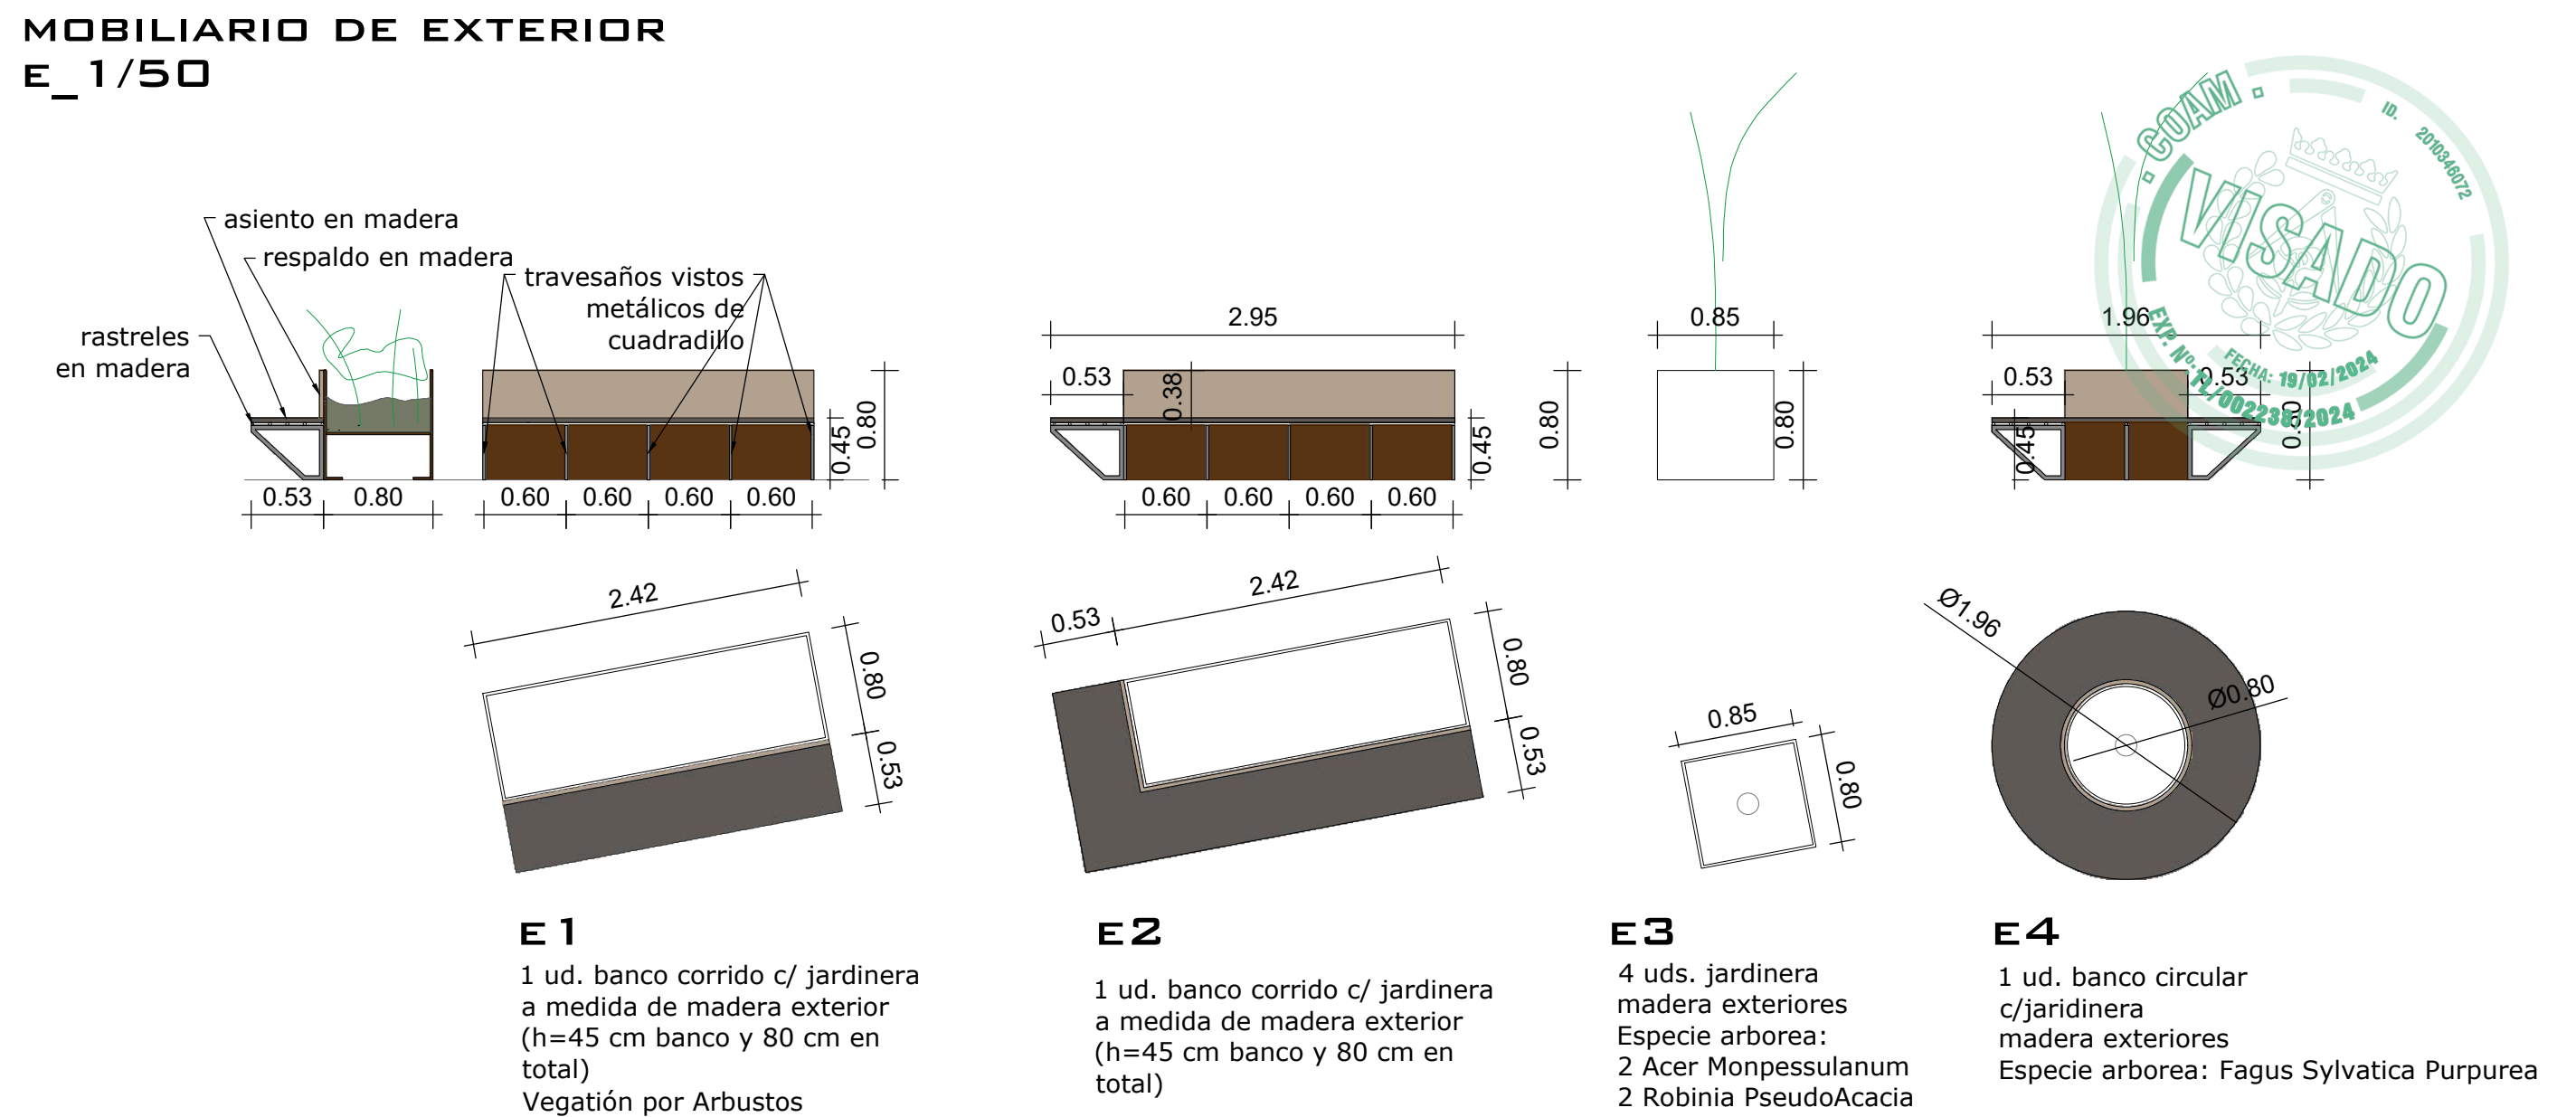 MOBILIARIO DE EXTERIOR
E_1/50
asiento en madera
respaldo en madera
rastreles
en madera
travesaños vistos
metálicos de
cuadradillo
0.53
0.80
0.60
0.60
0.60
0.60
0.45
0.80
2.95
0.53
0.38
0.45
0.80
0.60
0.60
0.60
0.60
0.85
0.80
1.96
0.53
0.53
0.45
0.80
. COAM .
ID. 2010346072
VISADO
EXP. Nº: TL/002238/2024
FECHA: 19/02/2024
2.42
0.80
0.53
0.53
2.42
0.80
0.53
0.85
0.80
Ø1.96
Ø0.80
E1
1 ud. banco corrido c/ jardinera
a medida de madera exterior
(h=45 cm banco y 80 cm en
total)
Vegatión por Arbustos
E2
1 ud. banco corrido c/ jardinera
a medida de madera exterior
(h=45 cm banco y 80 cm en
total)
E3
4 uds. jardinera
madera exteriores
Especie arborea:
2 Acer Monpessulanum
2 Robinia PseudoAcacia
E4
1 ud. banco circular
c/jaridinera
madera exteriores
Especie arborea: Fagus Sylvatica Purpurea